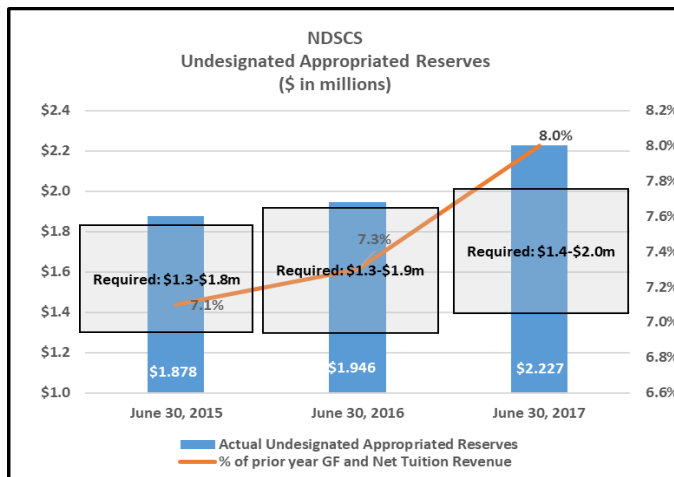 NDSCS
Undesignated Appropriated Reserves
($ in millions)
$2.4
$2.2
$2.0
$1.8
$1.6
$1.4
$1.2
$1.0
8.2%
8.0%
7.8%
7.6%
7.4%
7.2%
7.0%
6.8%
6.6%
8.0%
7.3%
7.1%
Required: $1.3-$1.8m
Required: $1.3-$1.9m
Required: $1.4-$2.0m
$1.878
$1.946
$2.227
June 30, 2015
June 30, 2016
June 30, 2017
Actual Undesignated Appropriated Reserves
% of prior year GF and Net Tuition Revenue